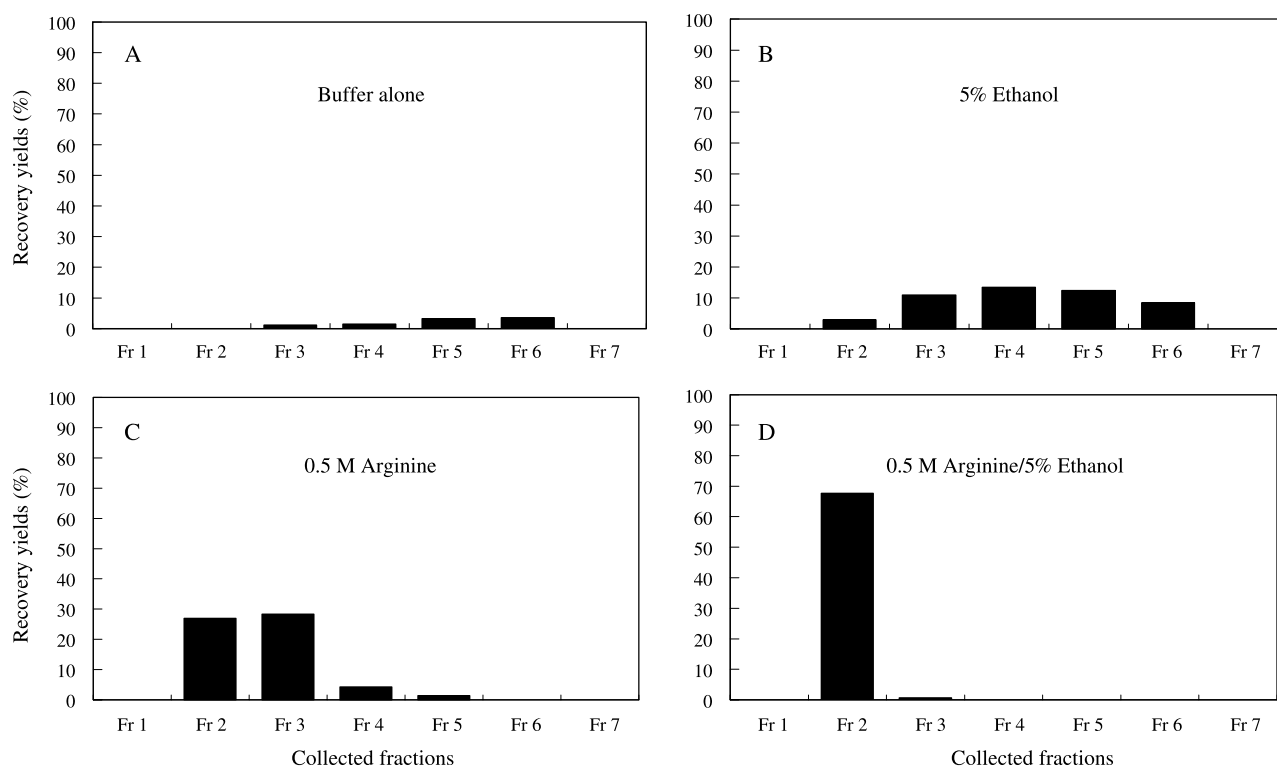 A
Buffer alone
Recovery yields (%)
100
90
80
70
60
50
40
30
20
10
0
Fr 1 Fr 2 Fr 3 Fr 4 Fr 5 Fr 6 Fr 7
B
5% Ethanol
100
90
80
70
60
50
40
30
20
10
0
Fr 1 Fr 2 Fr 3 Fr 4 Fr 5 Fr 6 Fr 7
C
0.5 M Arginine
Recovery yields (%)
100
90
80
70
60
50
40
30
20
10
0
Fr 1 Fr 2 Fr 3 Fr 4 Fr 5 Fr 6 Fr 7
Collected fractions
D
0.5 M Arginine/5% Ethanol
100
90
80
70
60
50
40
30
20
10
0
Fr 1 Fr 2 Fr 3 Fr 4 Fr 5 Fr 6 Fr 7
Collected fractions